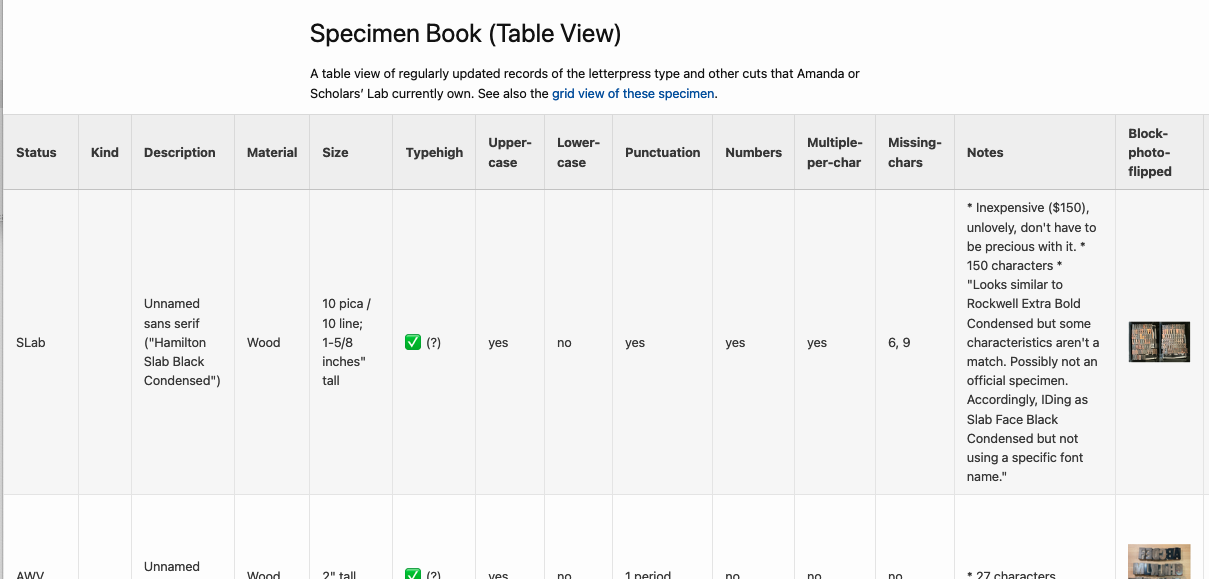 Specimen Book (Table View)
A table view of regularly updated records of the letterpress type and other cuts that Amanda or
Scholars’ Lab currently own. See also the grid view of these specimen.
Status
Kind
Description
Material
Size
Typehigh
Upper-
case
Lower-
case
Punctuation
Numbers
Multiple-
per-char
Missing-
chars
Notes
Block-
photo-
flipped
SLab
Unnamed
sans serif
("Hamilton
Slab Black
Condensed")
Wood
10 pica /
10 line;
1-5/8
inches"
tall
✅ (?)
yes
no
yes
yes
yes
6, 9
* Inexpensive ($150),
unlovely, don't have to
be precious with it. *
150 characters *
"Looks similar to
Rockwell Extra Bold
Condensed but some
characteristics aren't a
match. Possibly not an
official specimen.
Accordingly, IDing as
Slab Face Black
Condensed but not
using a specific font
name."
AWV
Unnamed
Wood
2" tall
✅ (?)
yes
no
1 period
no
no
no
* 27 characters